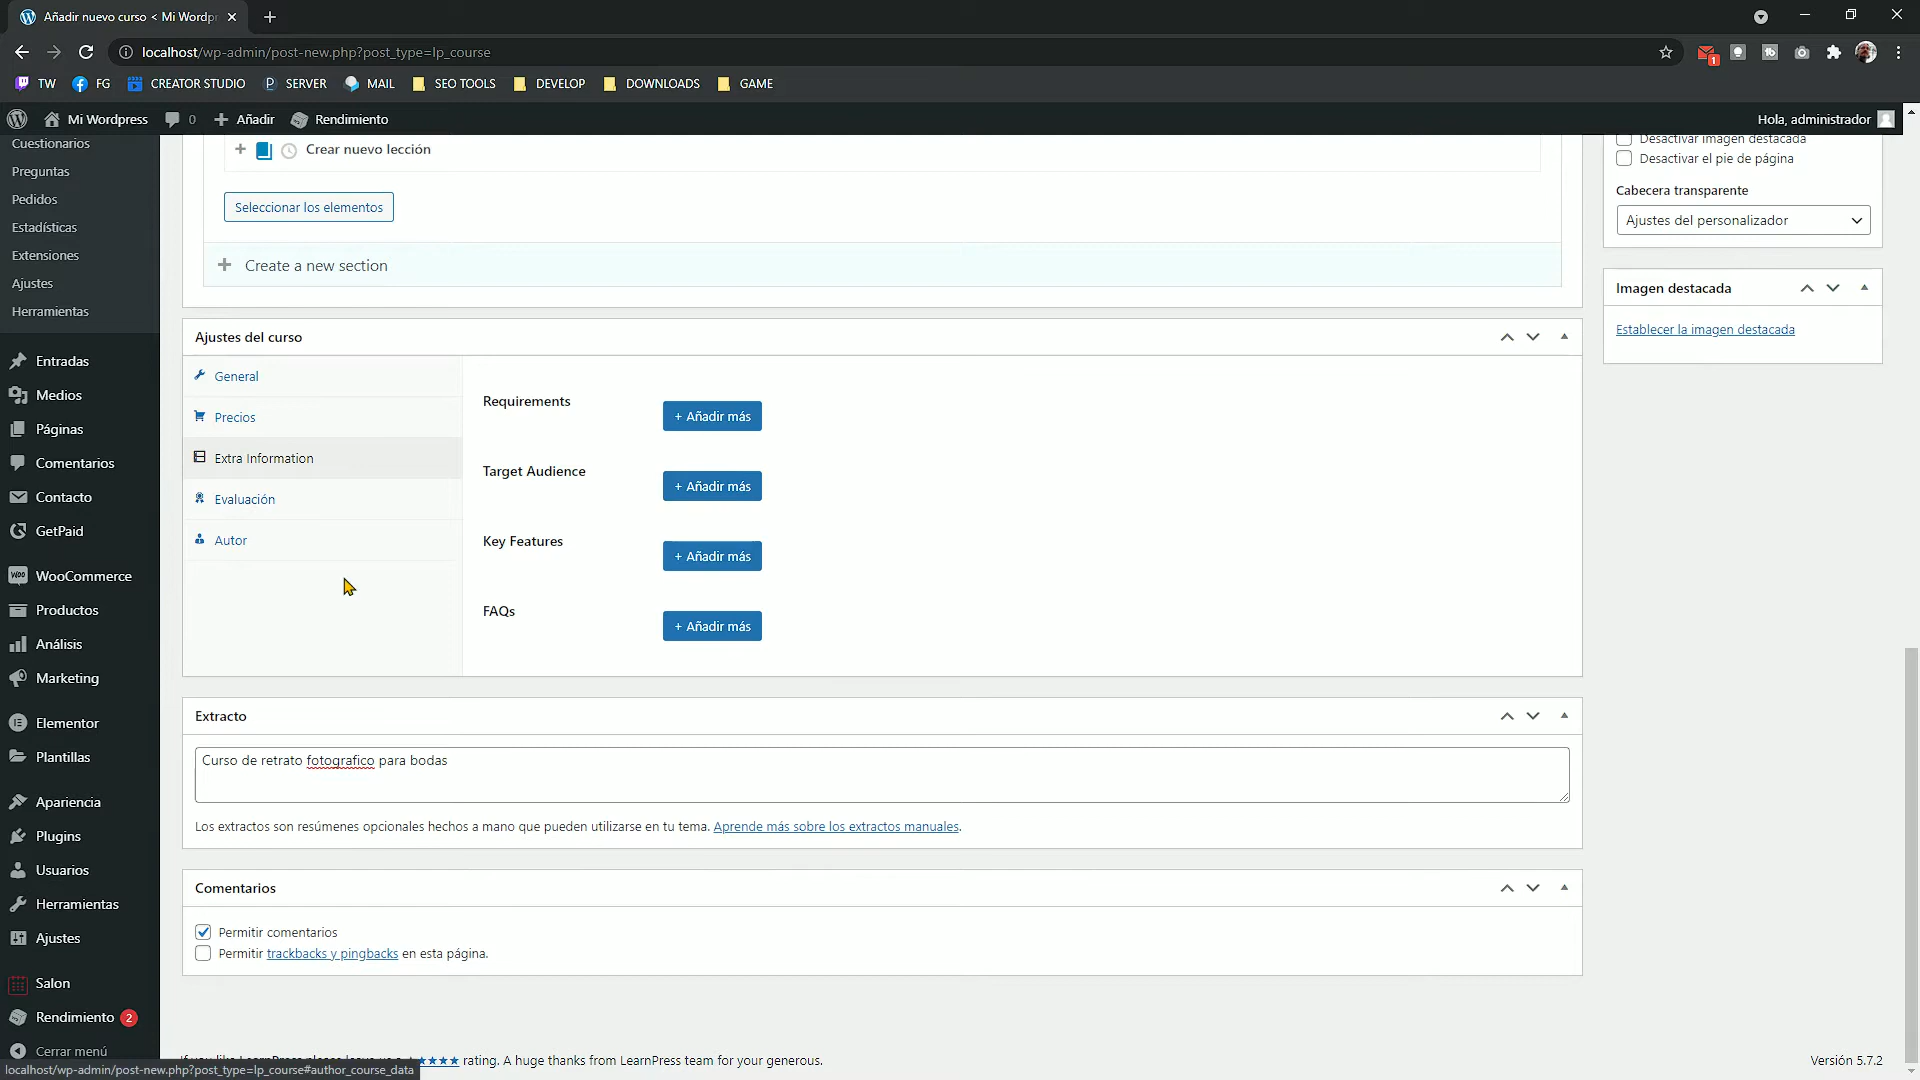 Añadir nuevo curso < Mi Wordpr
localhost/wp-admin/post-new.php?post_type=lp_course
1
TW
FG
CREATOR STUDIO
SERVER
MAIL
SEO TOOLS
DEVELOP
DOWNLOADS
GAME
Mi Wordpress
0
Añadir
Rendimiento
Hola, administrador
Cuestionarios
Preguntas
Pedidos
Estadísticas
Extensiones
Ajustes
Herramientas
Entradas
Medios
Páginas
Comentarios
Contacto
GetPaid
WooCommerce
Productos
Análisis
Marketing
Elementor
Plantillas
Apariencia
Plugins
Usuarios
Herramientas
Ajustes
Salon
Rendimiento 2
Cerrar menú
+ Crear nuevo lección
Seleccionar los elementos
+ Create a new section
Ajustes del curso
General
Precios
Extra Information
Evaluación
Autor
Requirements
+ Añadir más
Target Audience
+ Añadir más
Key Features
+ Añadir más
FAQs
+ Añadir más
Extracto
Curso de retrato fotografico para bodas
Los extractos son resúmenes opcionales hechos a mano que pueden utilizarse en tu tema. Aprende más sobre los extractos manuales.
Comentarios
Permitir comentarios
Permitir trackbacks y pingbacks en esta página.
Desactivar imagen destacada
Desactivar el pie de página
Cabecera transparente
Ajustes del personalizador
Imagen destacada
Establecer la imagen destacada
★★★★ rating. A huge thanks from LearnPress team for your generous.
Versión 5.7.2
localhost/wp-admin/post-new.php?post_type=lp_course#author_course_data